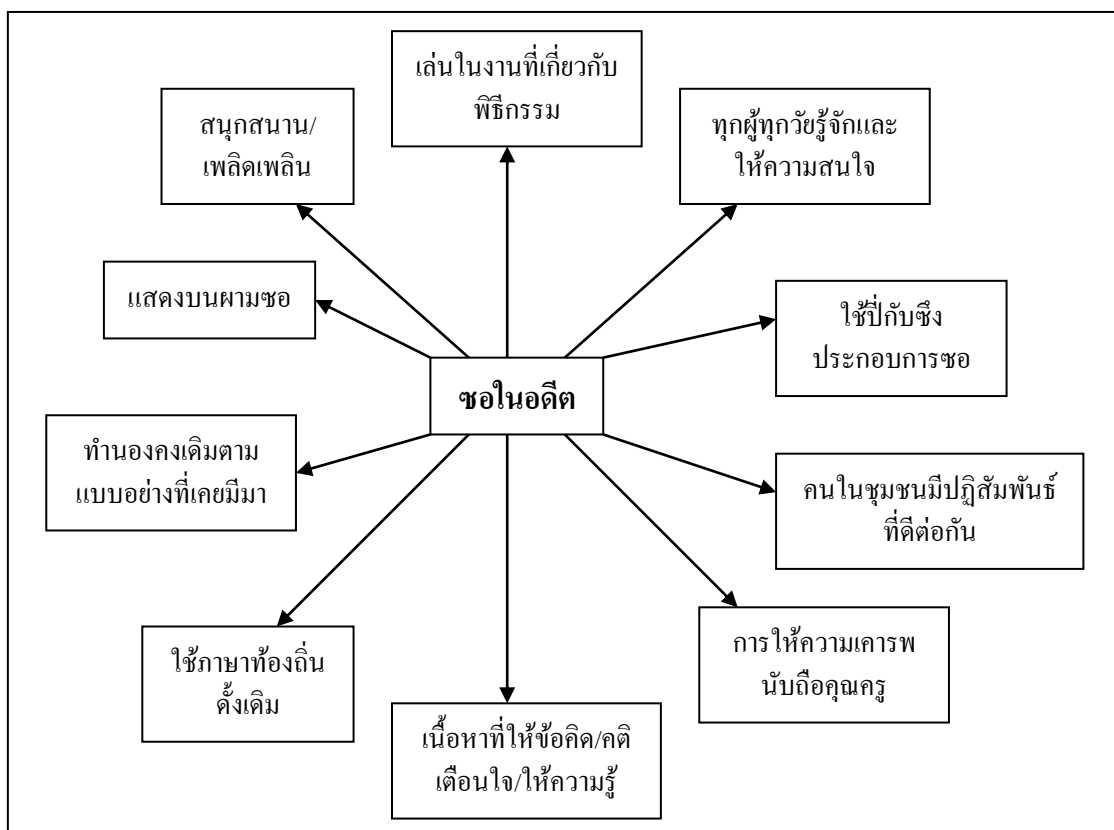 เล่นในงานที่เกี่ยวกับ
พิธีกรรม
สนุกสนาน/
เพลิดเพลิน
ทุกผู้ทุกวัยรู้จักและ
ให้ความสนใจ
แสดงบนผามซอ
ใช้ปี่กับซึง
ประกอบการซอ
ซอในอดีต
ทำนองคงเดิมตาม
แบบอย่างที่เคยมีมา
คนในชุมชนมีปฏิสัมพันธ์
ที่ดีต่อกัน
ใช้ภาษาท้องถิ่น
ดั้งเดิม
การให้ความเคารพ
นับถือคุณครู
เนื้อหาที่ให้ข้อคิด/คติ
เตือนใจ/ให้ความรู้